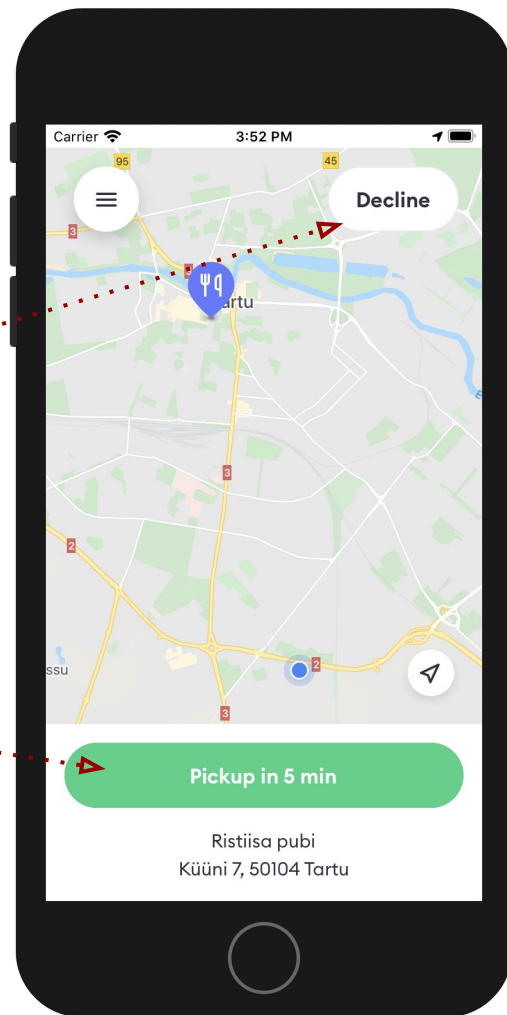 Carrier
3:52 PM
95
45
Decline
3
artu
3
2
2
ssu
3
Pickup in 5 min
Ristiisa pubi
Küüni 7, 50104 Tartu